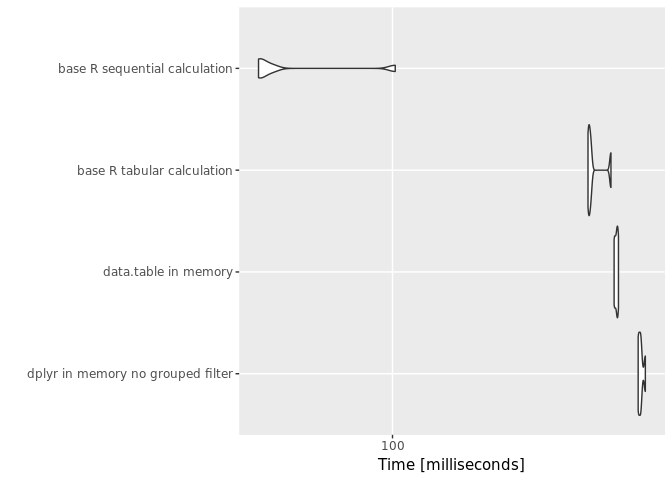 base R sequential calculation
base R tabular calculation
data.table in memory
dplyr in memory no grouped filter
100
Time [milliseconds]